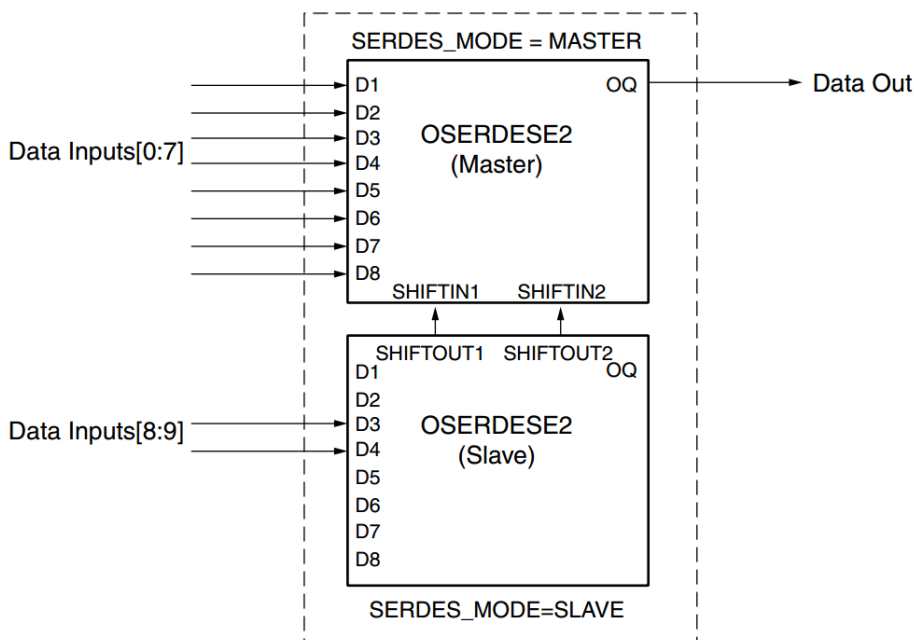 SERDES_MODE = MASTER
D1
OQ
Data Out
D2
D3
OSERDESE2
Data Inputs[0:7]
D4
(Master)
D5
D6
D7
D8
SHIFTIN1 SHIFTIN2
SHIFTOUT1 SHIFTOUT2
D1
OQ
D2
D3
OSERDESE2
Data Inputs[8:9]
D4
(Slave)
D5
D6
D7
D8
SERDES_MODE=SLAVE